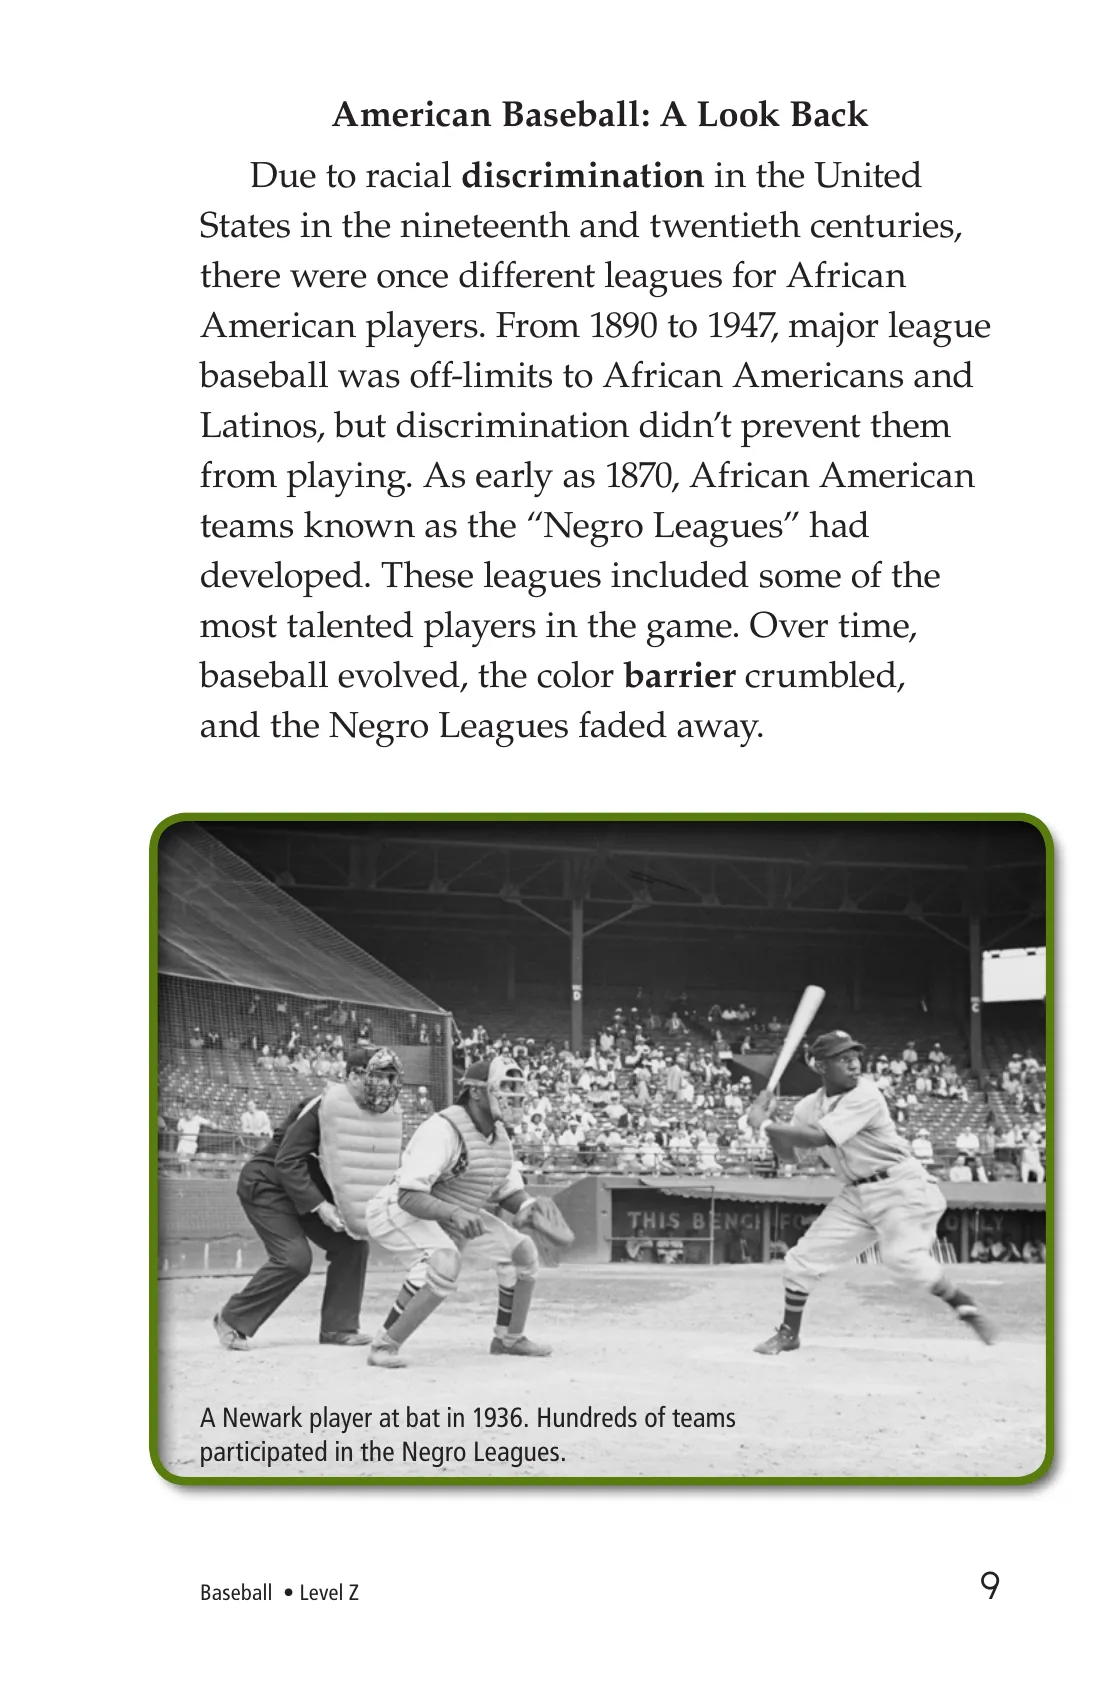 American Baseball: A Look Back
Due to racial discrimination in the United
States in the nineteenth and twentieth centuries,
there were once different leagues for African
American players. From 1890 to 1947, major league
baseball was off-limits to African Americans and
Latinos, but discrimination didn’t prevent them
from playing. As early as 1870, African American
teams known as the “Negro Leagues” had
developed. These leagues included some of the
most talented players in the game. Over time,
baseball evolved, the color barrier crumbled,
and the Negro Leagues faded away.
D
C
THIS BENCH FO ONLY
A Newark player at bat in 1936. Hundreds of teams
participated in the Negro Leagues.
Baseball • Level Z
9